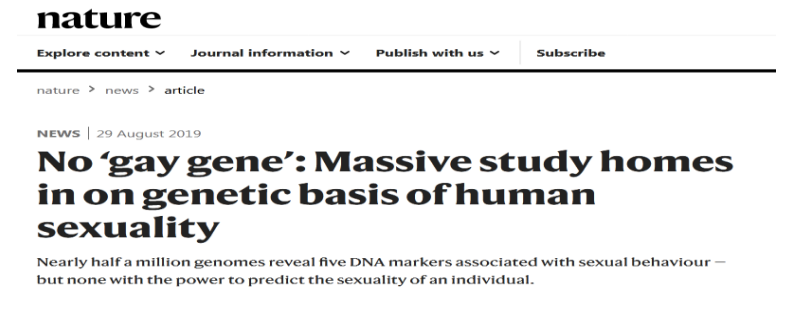 nature
Explore content Journal information Publish with us Subscribe
nature > news > article
NEWS | 29 August 2019
No ‘gay gene’: Massive study homes
in on genetic basis of human
sexuality
Nearly half a million genomes reveal five DNA markers associated with sexual behaviour —
but none with the power to predict the sexuality of an individual.